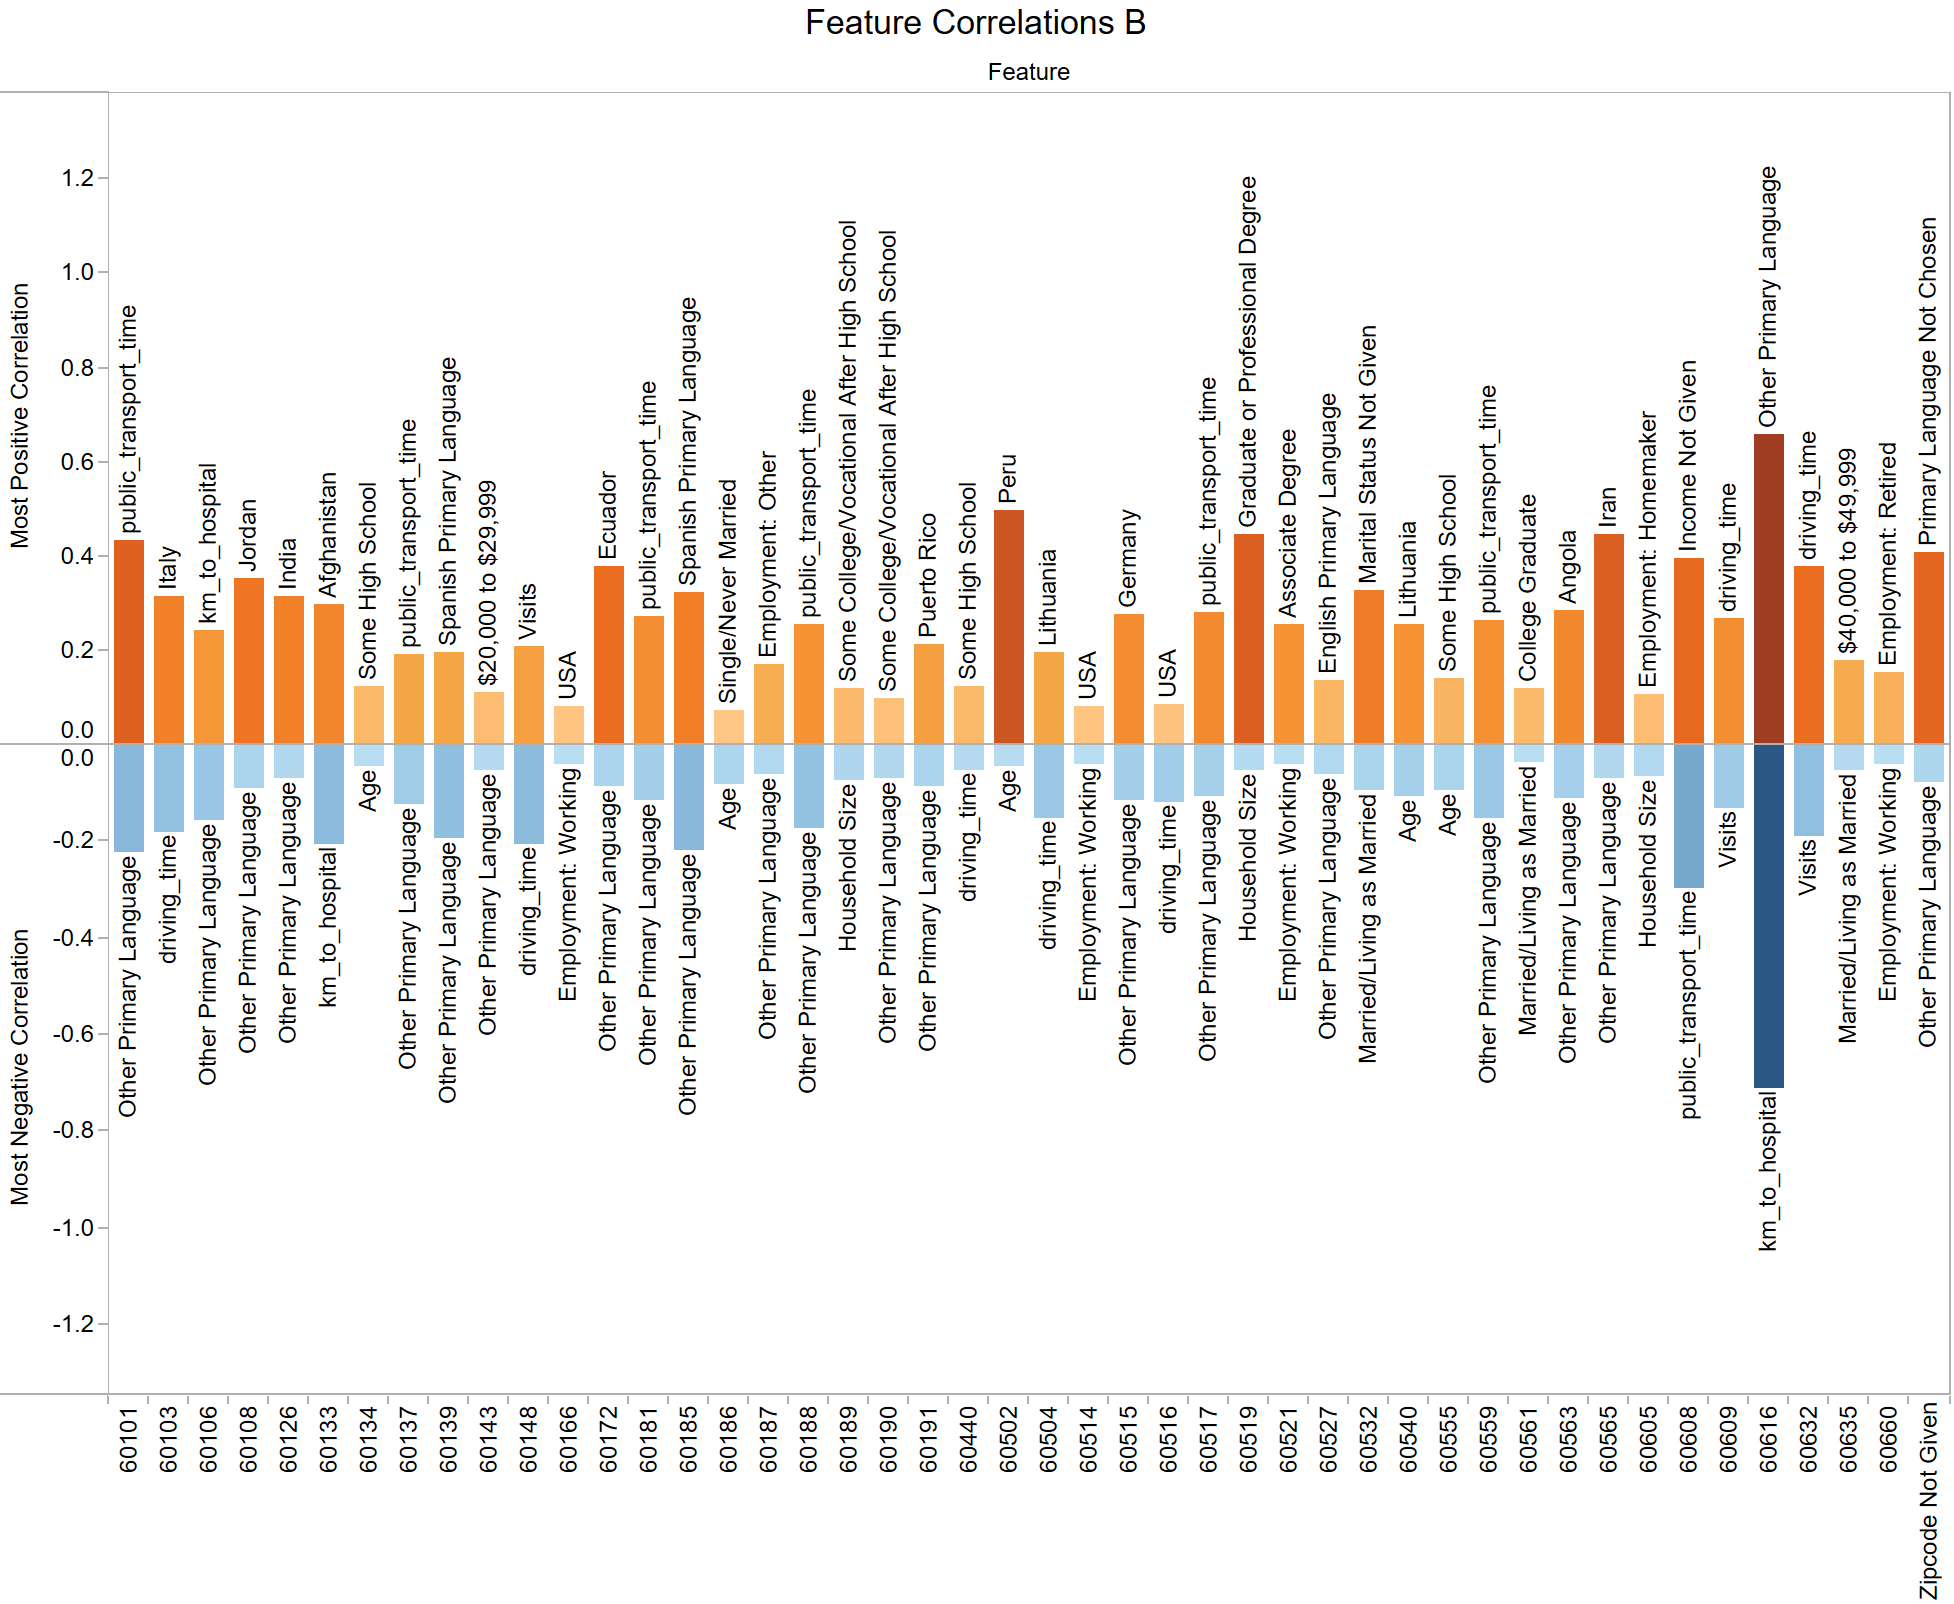 Feature Correlations B
Feature
Most Positive Correlation
1.2
1.0
0.8
0.6
0.4
0.2
0.0
public_transport_time
Italy
km_to_hospital
Jordan
India
Afghanistan
Some High School
public_transport_time
Spanish Primary Language
$20,000 to $29,999
Visits
USA
Ecuador
public_transport_time
Spanish Primary Language
Single/Never Married
Employment: Other
public_transport_time
Some College/Vocational After High School
Some College/Vocational After High School
Puerto Rico
Some High School
Peru
Lithuania
USA
Germany
USA
public_transport_time
Graduate or Professional Degree
Associate Degree
English Primary Language
Marital Status Not Given
Lithuania
Some High School
public_transport_time
College Graduate
Angola
Iran
Employment: Homemaker
Income Not Given
driving_time
Other Primary Language
driving_time
$40,000 to $49,999
Employment: Retired
Primary Language Not Chosen
Most Negative Correlation
0.0
-0.2
-0.4
-0.6
-0.8
-1.0
-1.2
Other Primary Language
driving_time
Other Primary Language
Other Primary Language
Other Primary Language
km_to_hospital
Age
Other Primary Language
Other Primary Language
Other Primary Language
driving_time
Employment: Working
Other Primary Language
Other Primary Language
Other Primary Language
Age
Other Primary Language
Other Primary Language
Household Size
Other Primary Language
Other Primary Language
driving_time
Age
driving_time
Employment: Working
Other Primary Language
driving_time
Other Primary Language
Household Size
Employment: Working
Other Primary Language
Married/Living as Married
Age
Age
Other Primary Language
Married/Living as Married
Other Primary Language
Other Primary Language
Household Size
public_transport_time
Visits
km_to_hospital
Visits
Married/Living as Married
Employment: Working
Other Primary Language
60101
60103
60106
60108
60126
60133
60134
60137
60139
60143
60148
60166
60172
60181
60185
60186
60187
60188
60189
60190
60191
60440
60502
60504
60514
60515
60516
60517
60519
60521
60527
60532
60540
60555
60559
60561
60563
60565
60605
60608
60609
60616
60632
60635
60660
Zipcode Not Given